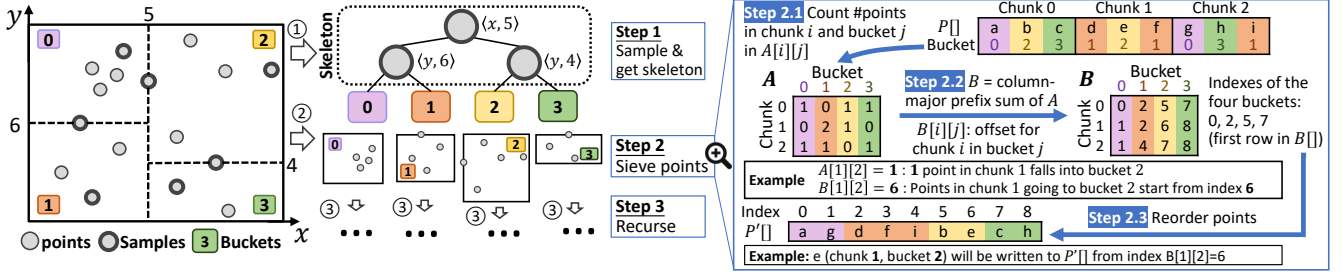 y
5
0
2
6
4
1
3
x
points
Samples
3 Buckets
①
②
Skeleton
⟨x, 5⟩
⟨y, 6⟩
⟨y, 4⟩
0 1 2 3
0
1
2
3
③ ③ ③ ③
Step 1
Sample &
get skeleton
Step 2
Sieve points
Step 3
Recurse
Step 2.1 Count #points
in chunk i and bucket j
in A[i][j]
Chunk 0 Chunk 1 Chunk 2
P[] a b c d e f g h i
Bucket 0 2 3 1 2 1 0 3 1
A
Bucket
0 1 2 3
Chunk
0 1 0 1 1
1 0 2 1 0
2 1 1 0 1
Step 2.2 B = column-
major prefix sum of A
B[i][j]: offset for
chunk i in bucket j
B
Bucket
0 1 2 3
Chunk
0 0 2 5 7
1 1 2 6 8
2 1 4 7 8
Indexes of the
four buckets:
0, 2, 5, 7
(first row in B[])
Example A[1][2] = 1 : 1 point in chunk 1 falls into bucket 2
B[1][2] = 6 : Points in chunk 1 going to bucket 2 start from index 6
Index 0 1 2 3 4 5 6 7 8
P'[] a g d f i b e c h
Step 2.3 Reorder points
Example: e (chunk 1, bucket 2) will be written to P'[] from index B[1][2]=6